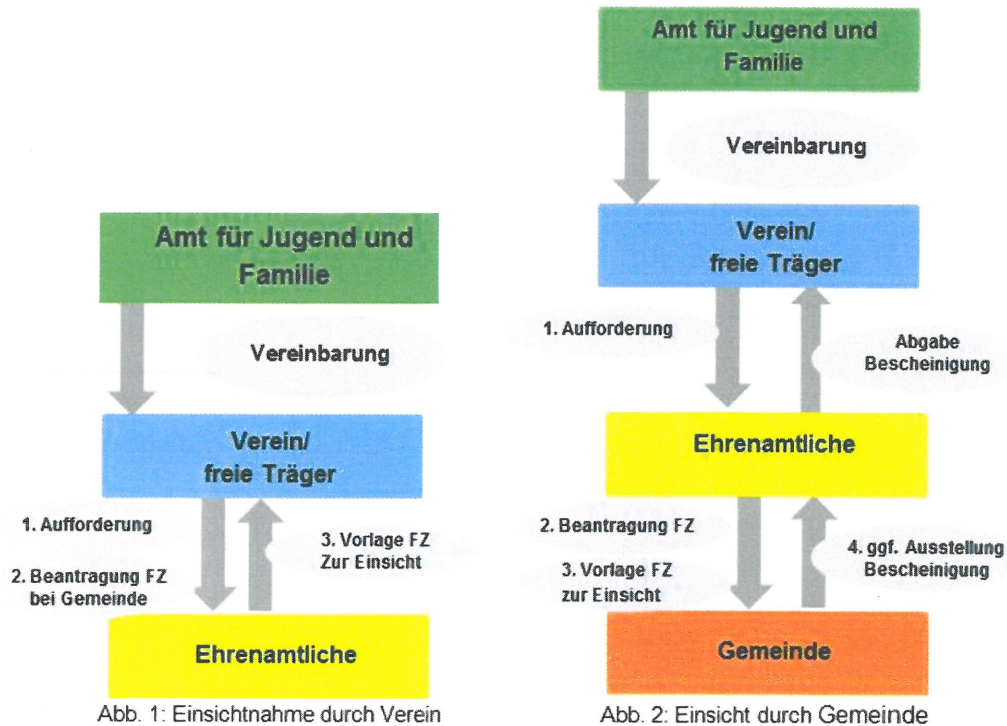 Amt für Jugend und
Familie
Vereinbarung
Verein/
freie Träger
1. Aufforderung
2. Beantragung FZ
bei Gemeinde
3. Vorlage FZ
Zur Einsicht
Ehrenamtliche
Abb. 1: Einsichtnahme durch Verein
Amt für Jugend und
Familie
Vereinbarung
Verein/
freie Träger
1. Aufforderung
Abgabe
Bescheinigung
Ehrenamtliche
2. Beantragung FZ
3. Vorlage FZ
zur Einsicht
4. ggf. Ausstellung
Bescheinigung
Gemeinde
Abb. 2: Einsicht durch Gemeinde